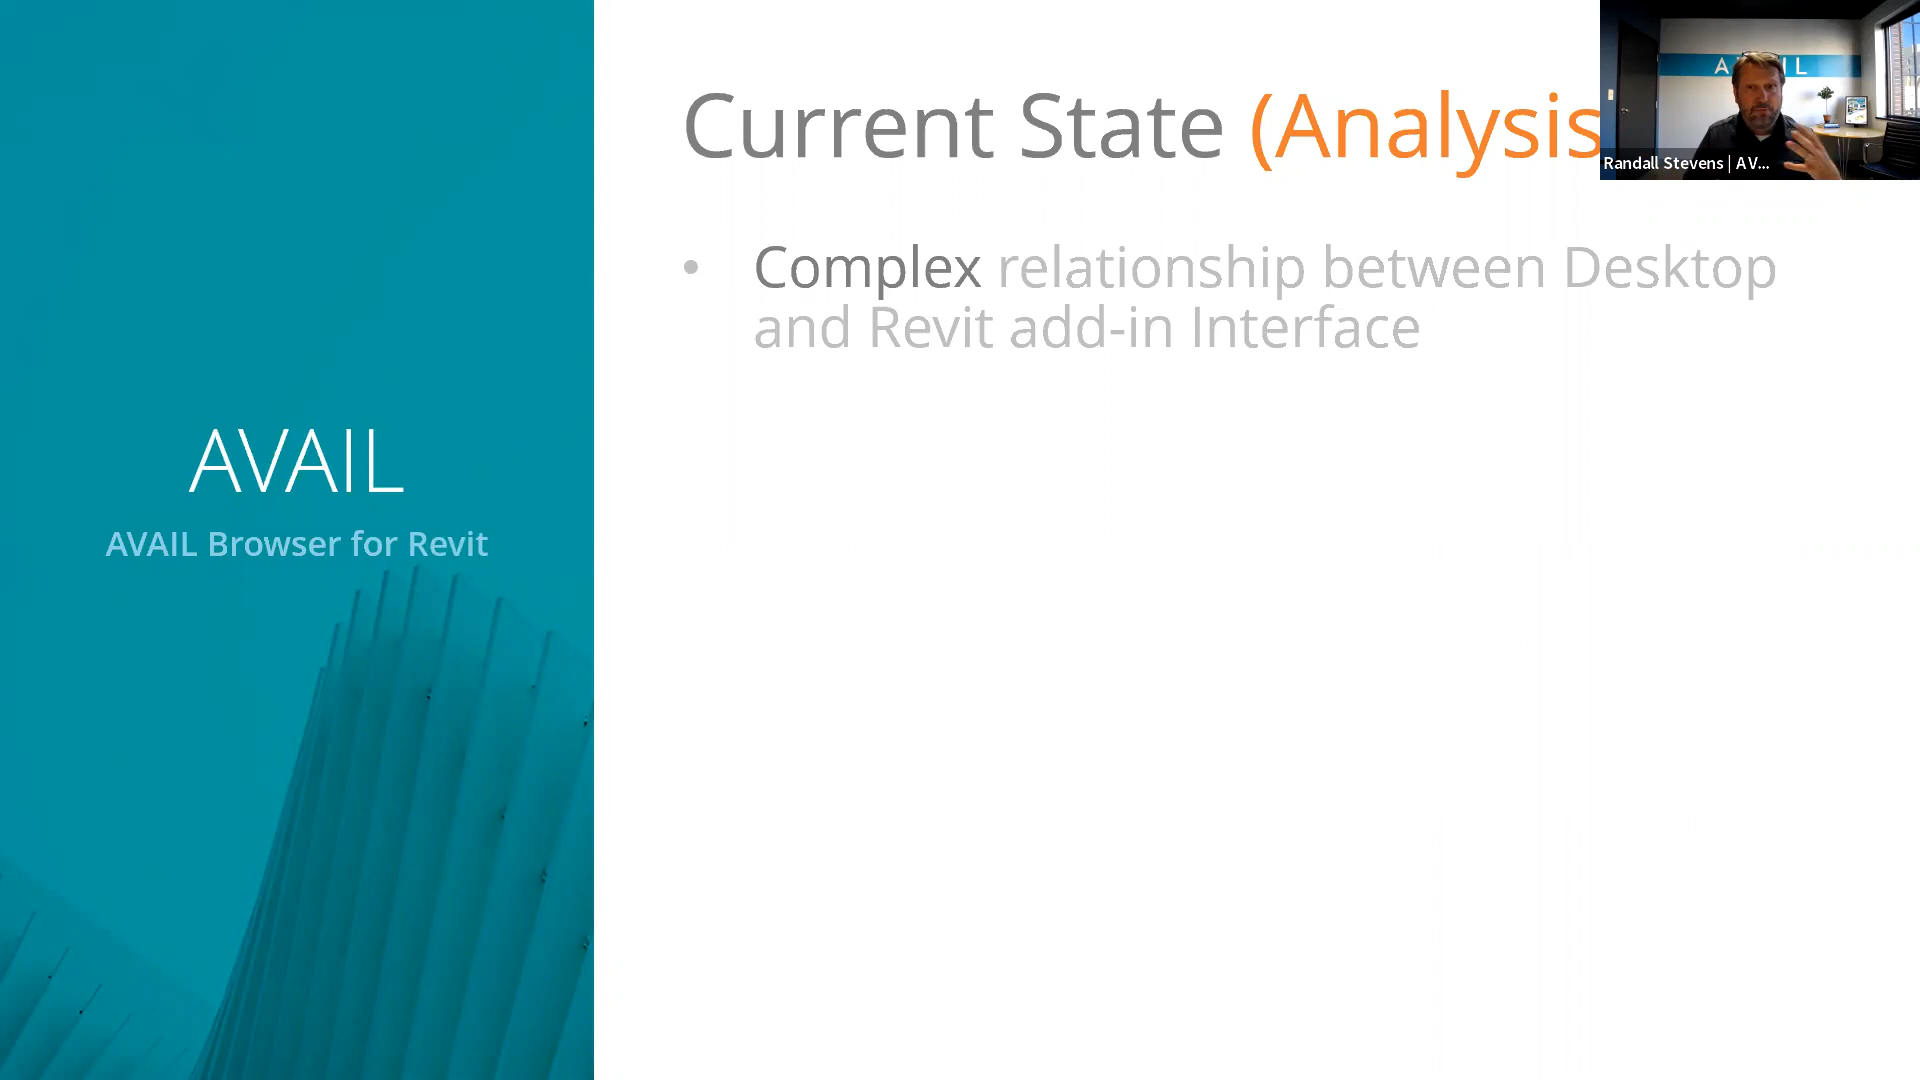 Current State (Analysis
• Complex relationship between Desktop
and Revit add-in Interface
AVAIL
AVAIL Browser for Revit
Randall Stevens | AV...